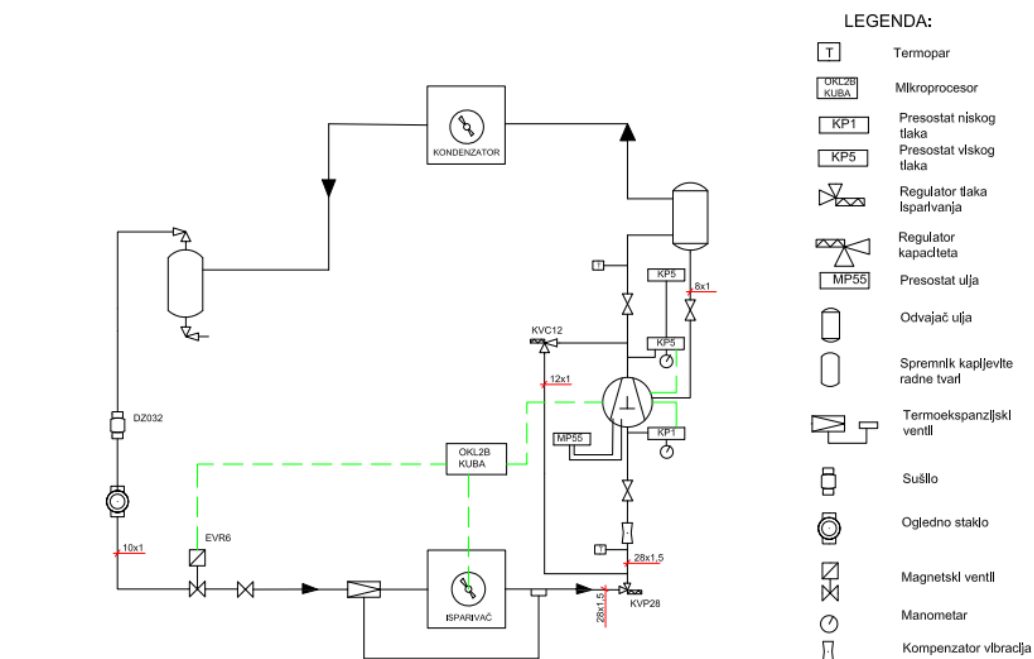 LEGENDA:
T
Termopar
OKL2B
KUBA
Mikroprocesor
KP1
Presostat niskog
tlaka
KP5
Presostat viskog
tlaka
Regulator tlaka
Isparivanja
Regulator
kapaciteta
MP55
Presostat ulja
Odvajač ulja
Spremnik kapljevite
radne tvari
Termoekspanzijski
ventil
Sušilo
Ogledno staklo
Magnetski ventil
Manometar
Kompenzator vibracija
KONDENZATOR
T
KP5
8x1
KVC12
KP5
12x1
DZ032
MP55
KP1
OKL2B
KUBA
EVR6
10x1
T
28x1,5
ISPARIVAČ
28x1,5
KVP28